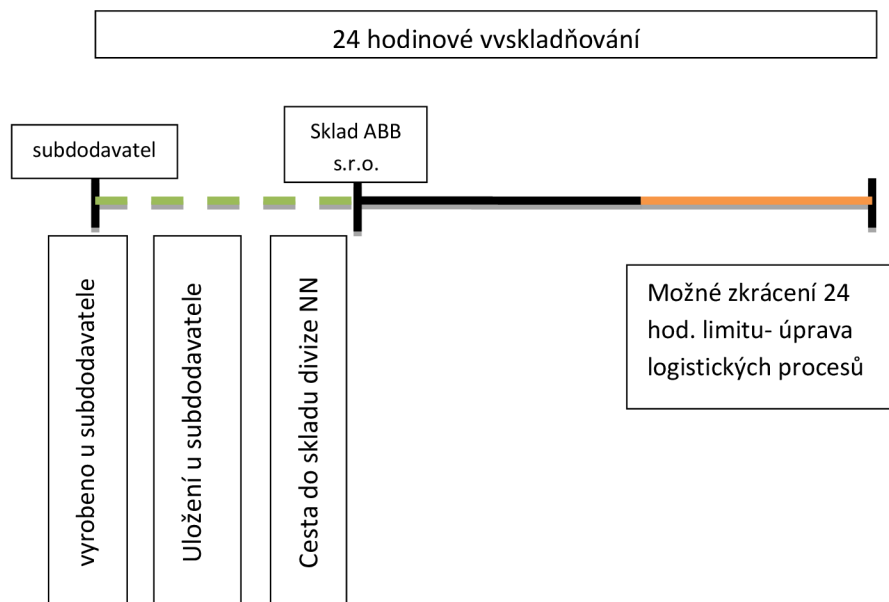 24 hodinové vvskladňování
subdodavatel
Sklad ABB
s.r.o.
vyrobeno u subdodavatele
Uložení u subdodavatele
Cesta do skladu divize NN
Možné zkrácení 24
hod. limitu- úprava
logistických procesů